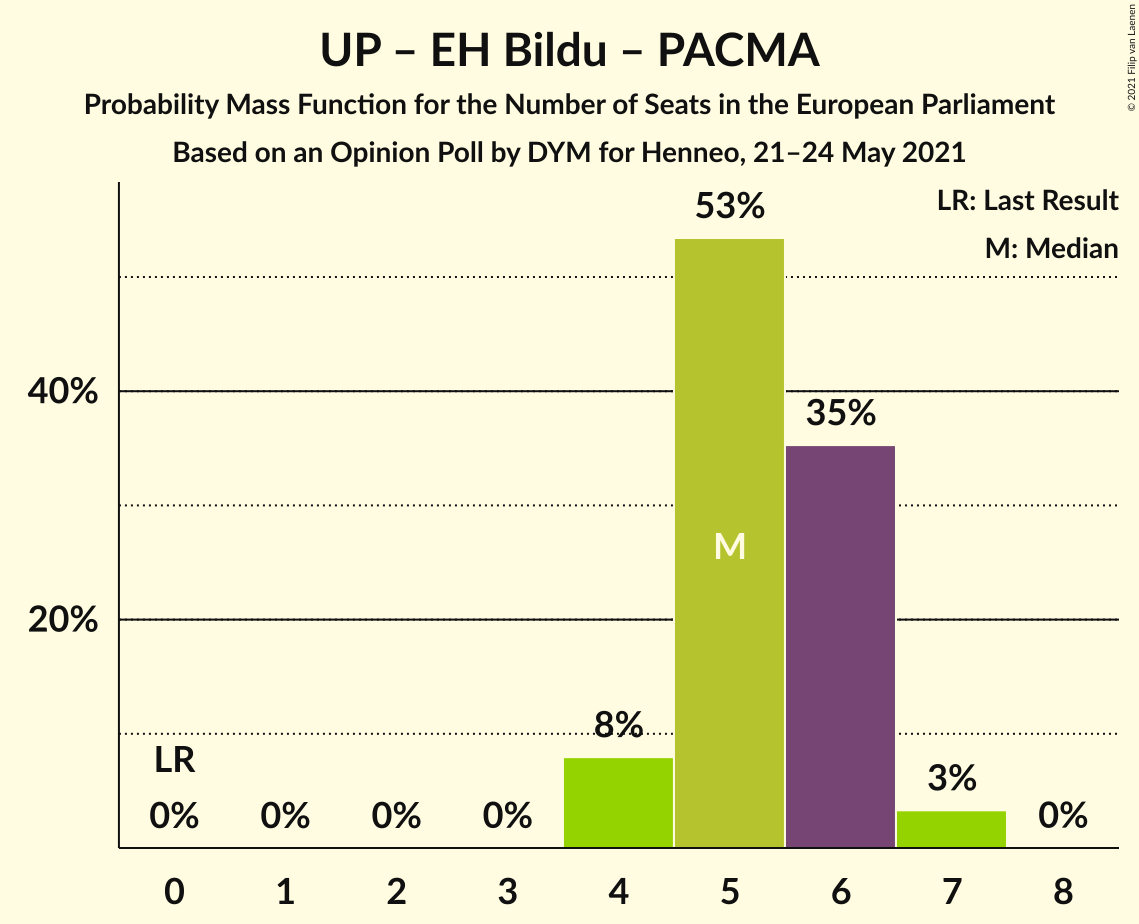 UP – EH Bildu – PACMA
Probability Mass Function for the Number of Seats in the European Parliament
Based on an Opinion Poll by DYM for Henneo, 21–24 May 2021
© 2021 Filip van Laenen
LR: Last Result
M: Median
53%
40%
35%
M
20%
8%
LR
3%
0% 0% 0% 0% 0%
0 1 2 3 4 5 6 7 8